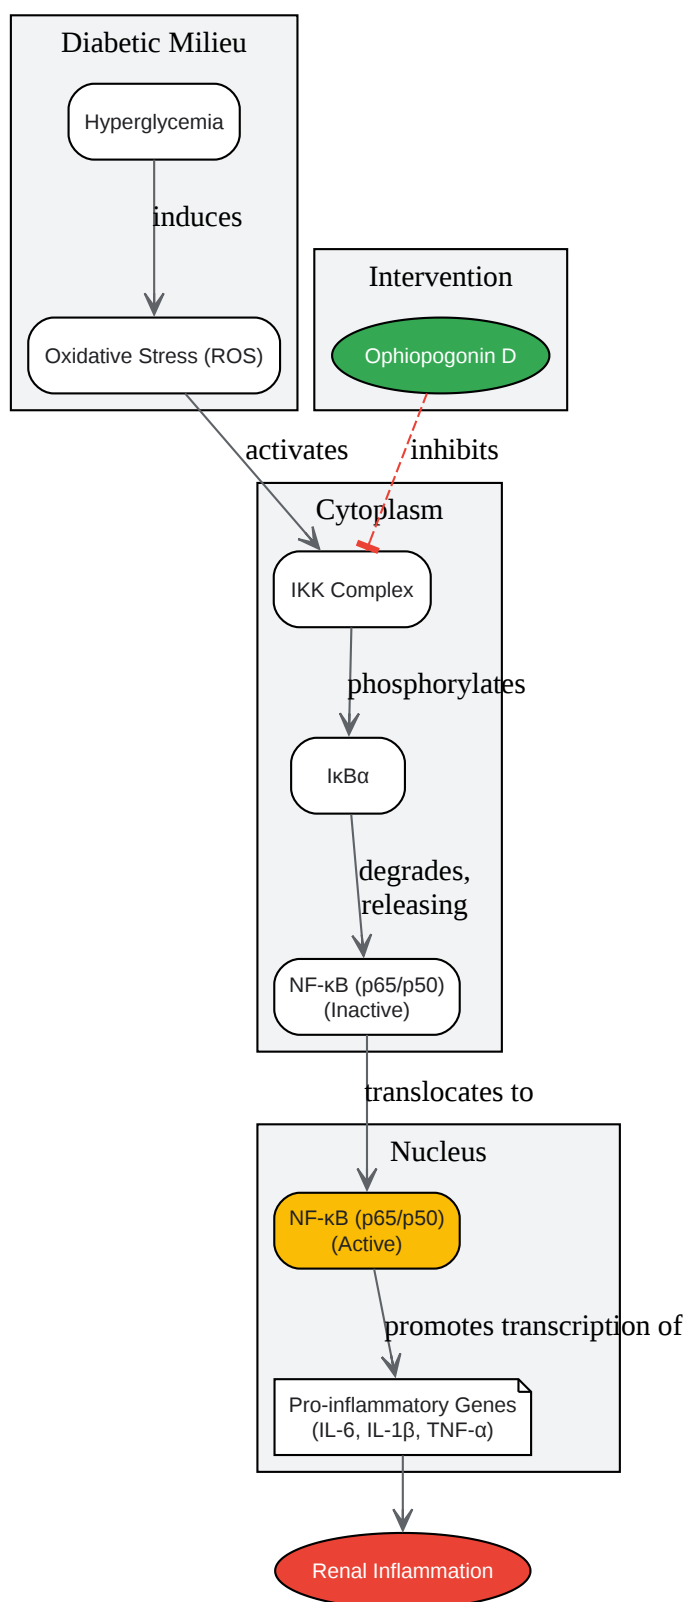 Diabetic Milieu
Hyperglycemia
induces
Intervention
Oxidative Stress (ROS)
Ophiopogonin D
activates
inhibits
Cytoplasm
IKK Complex
phosphorylates
IκBα
degrades,
releasing
NF-κB (p65/p50)
(Inactive)
translocates to
Nucleus
NF-κB (p65/p50)
(Active)
promotes transcription of
Pro-inflammatory Genes
(IL-6, IL-1β, TNF-α)
Renal Inflammation